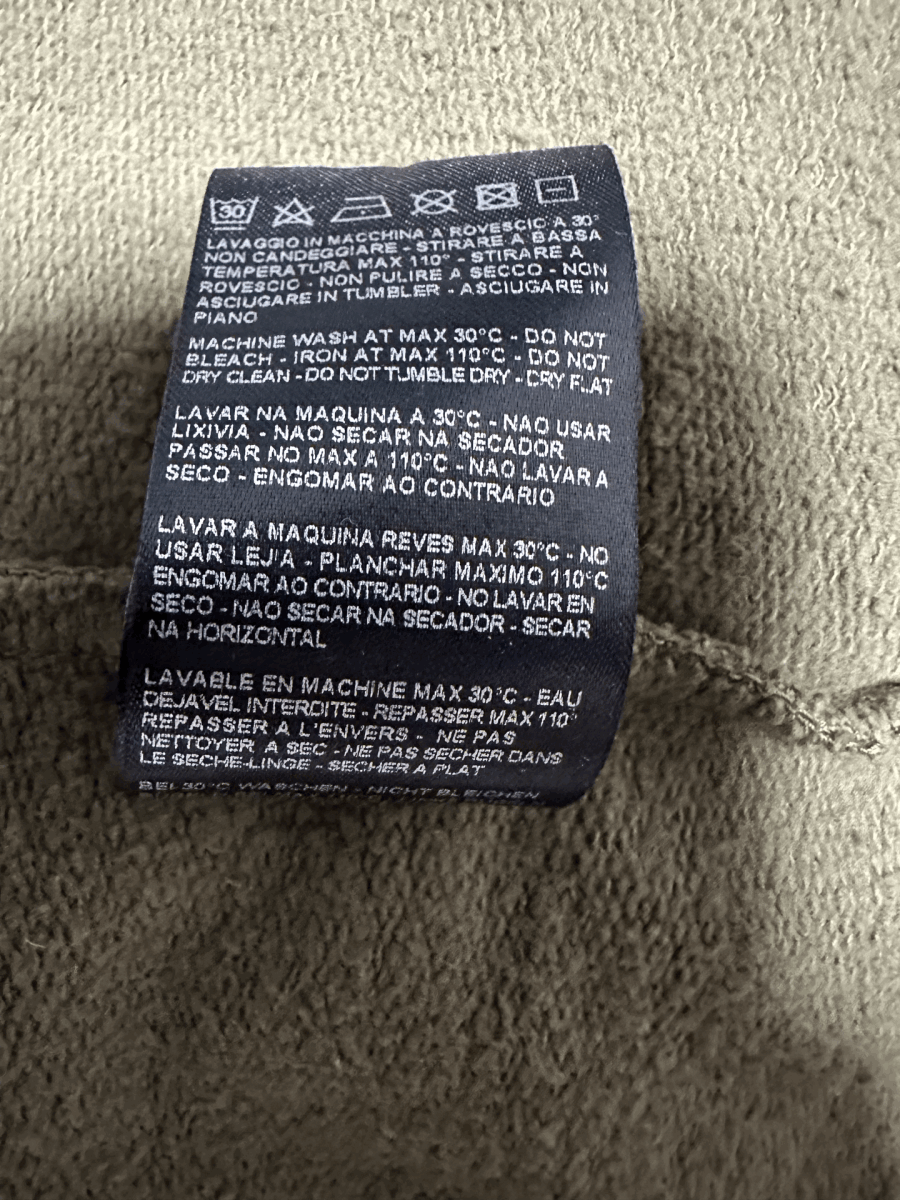 30
LAVAGGIO IN MACCHINA A ROVESCIO A 30°
NON CANDEGGIARE - STIRARE A BASSA
TEMPERATURA MAX 110° - STIRARE A
ROVESCIO - NON PULIRE A SECCO - NON
ASCIUGARE IN TUMBLER - ASCIUGARE IN
PIANO
MACHINE WASH AT MAX 30°C - DO NOT
BLEACH - IRON AT MAX 110°C - DO NOT
DRY CLEAN - DO NOT TUMBLE DRY - DRY FLAT
LAVAR NA MAQUINA A 30°C - NAO USAR
LIXIVIA - NAO SECAR NA SECADOR
PASSAR NO MAX A 110°C - NAO LAVAR A
SECO - ENGOMAR AO CONTRARIO
LAVAR A MAQUINA REVES MAX 30°C - NO
USAR LEJIA - PLANCHAR MAXIMO 110°C
ENGOMAR AO CONTRARIO - NO LAVAR EN
SECO - NAO SECAR NA SECADOR - SECAR
NA HORIZONTAL
LAVABLE EN MACHINE MAX 30°C - EAU
DEJAVEL INTERDITE - REPASSER MAX 110°
REPASSER A L'ENVERS - NE PAS
NETTOYER A SEC - NE PAS SECHER DANS
LE SECHE-LINGE - SECHER A PLAT
BEI 30°C WASCHEN - NICHT BLEICHEN